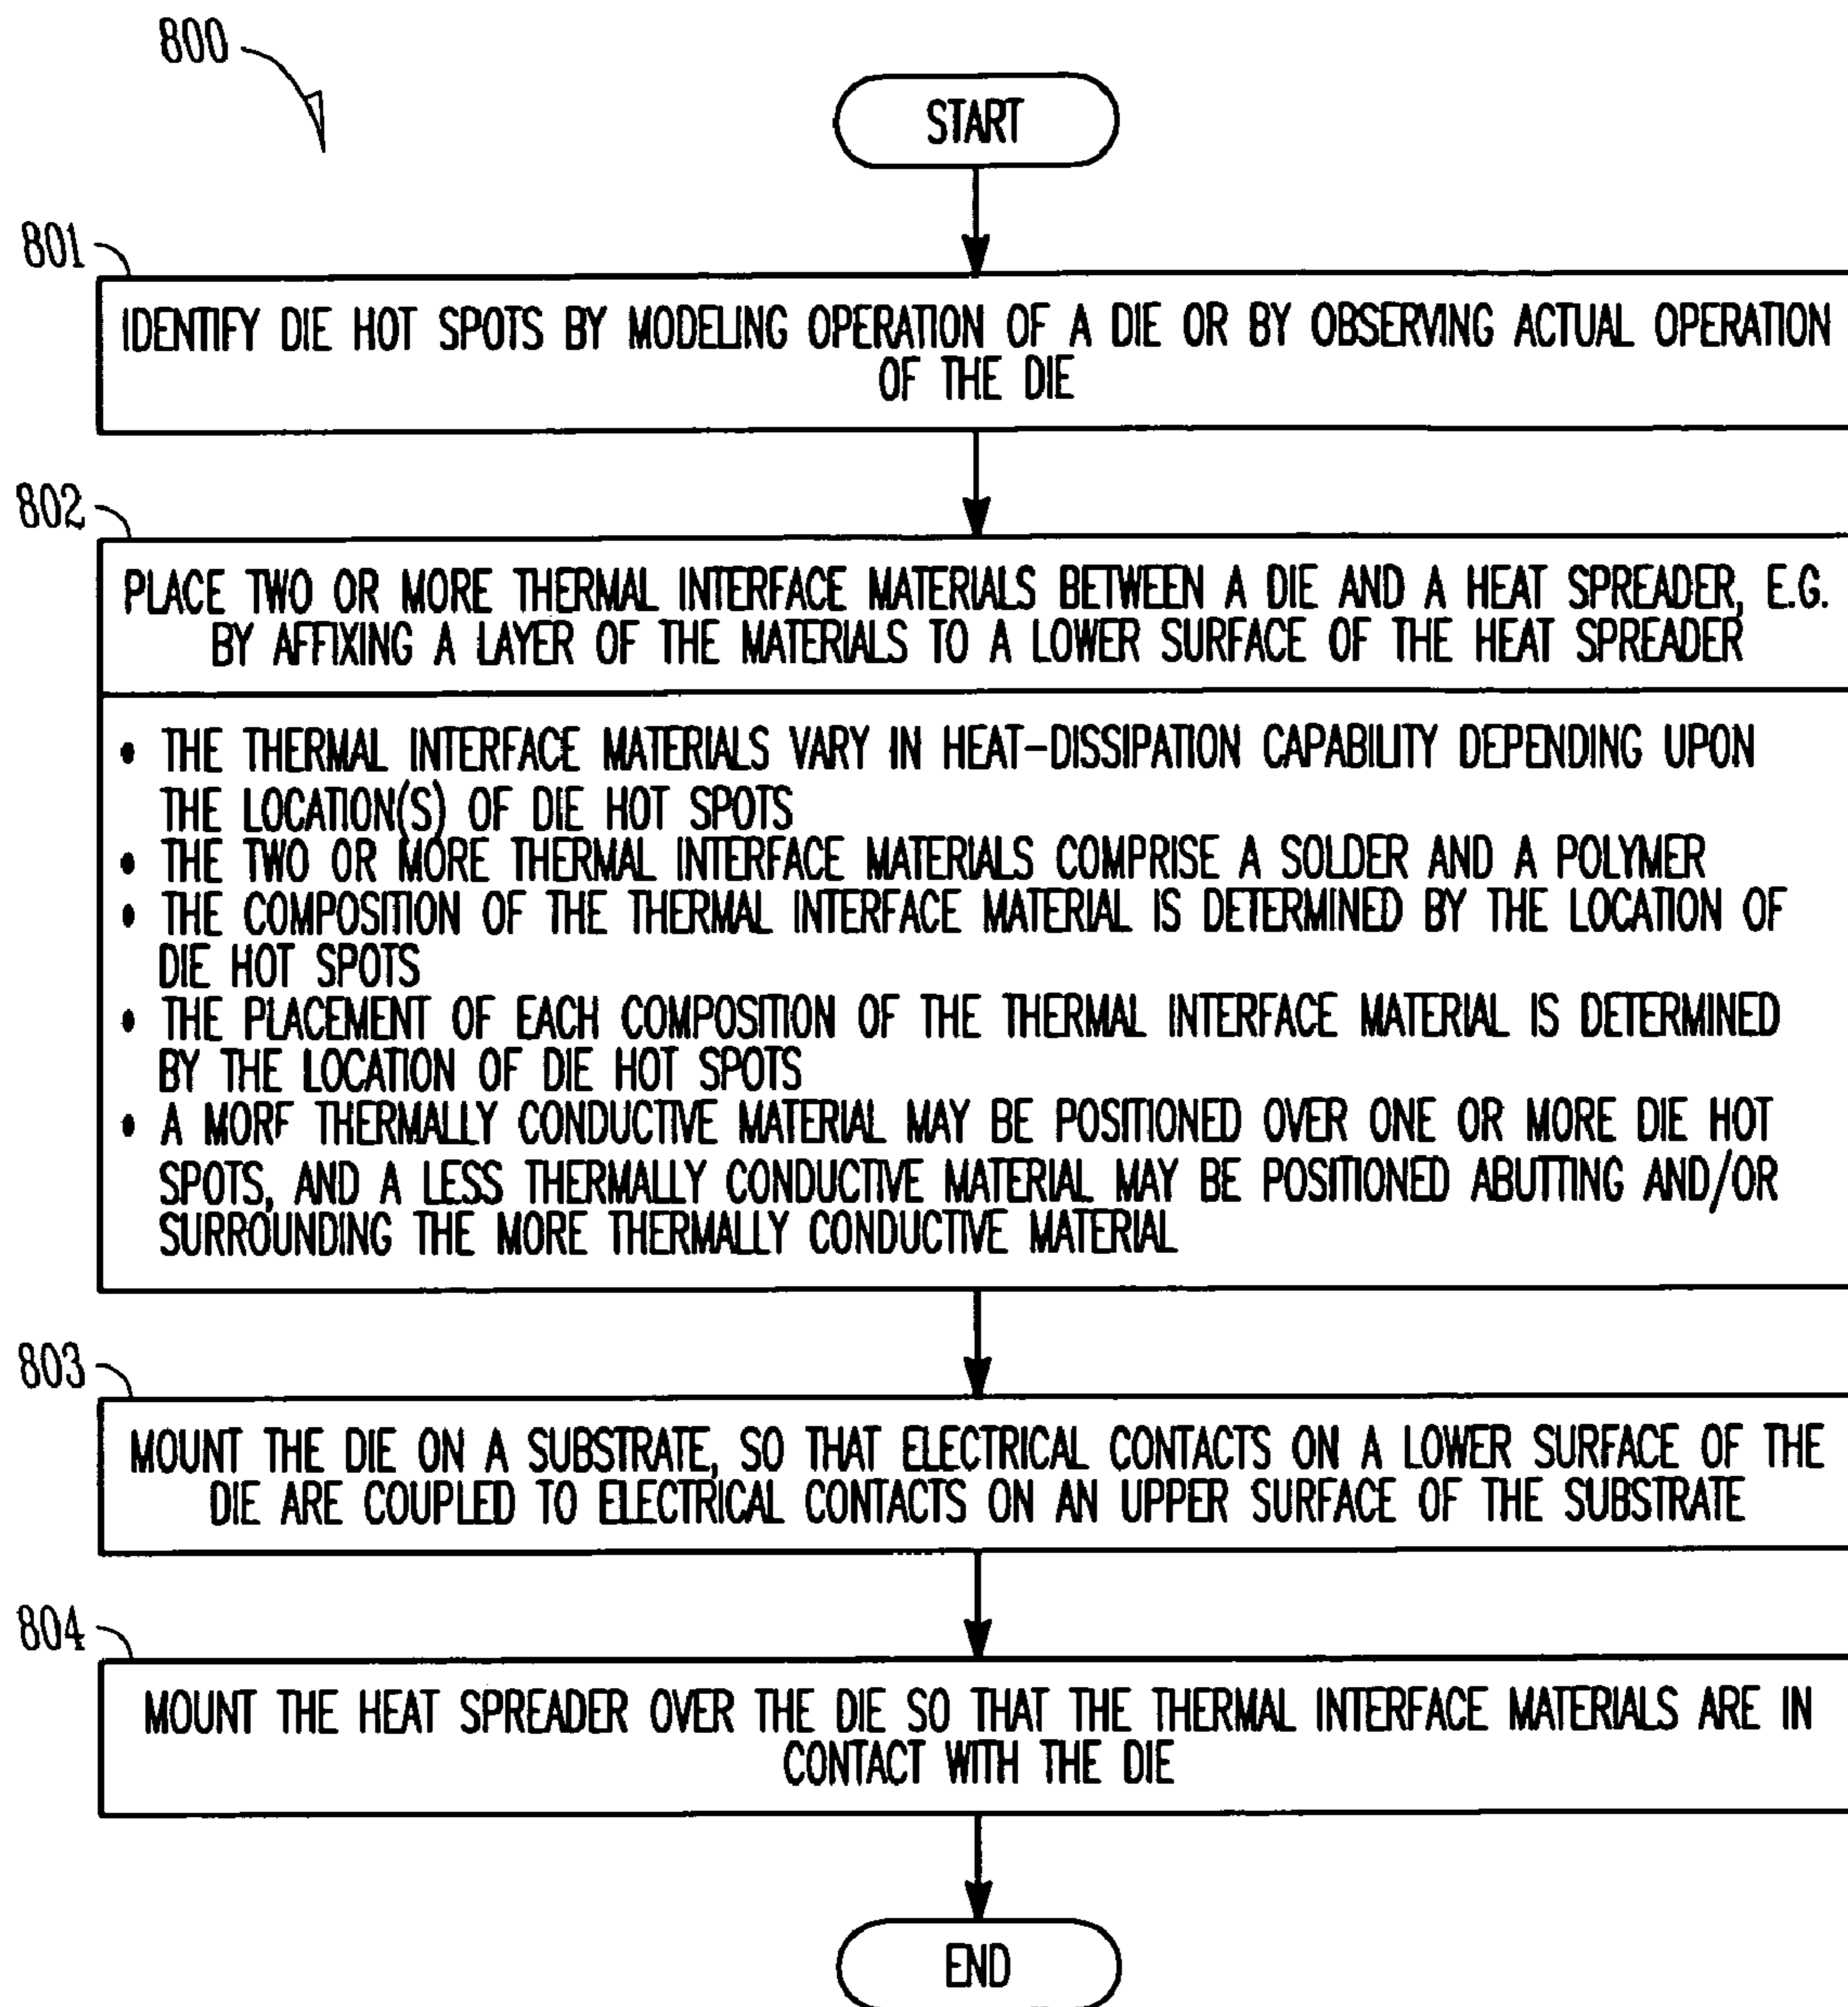 800
START
801
IDENTIFY DIE HOT SPOTS BY MODELING OPERATION OF A DIE OR BY OBSERVING ACTUAL OPERATION
OF THE DIE
802
PLACE TWO OR MORE THERMAL INTERFACE MATERIALS BETWEEN A DIE AND A HEAT SPREADER, E.G.
BY AFFIXING A LAYER OF THE MATERIALS TO A LOWER SURFACE OF THE HEAT SPREADER
• THE THERMAL INTERFACE MATERIALS VARY IN HEAT-DISSIPATION CAPABILITY DEPENDING UPON
THE LOCATION(S) OF DIE HOT SPOTS
• THE TWO OR MORE THERMAL INTERFACE MATERIALS COMPRISE A SOLDER AND A POLYMER
• THE COMPOSITION OF THE THERMAL INTERFACE MATERIAL IS DETERMINED BY THE LOCATION OF
DIE HOT SPOTS
• THE PLACEMENT OF EACH COMPOSITION OF THE THERMAL INTERFACE MATERIAL IS DETERMINED
BY THE LOCATION OF DIE HOT SPOTS
• A MORE THERMALLY CONDUCTIVE MATERIAL MAY BE POSITIONED OVER ONE OR MORE DIE HOT
SPOTS, AND A LESS THERMALLY CONDUCTIVE MATERIAL MAY BE POSITIONED ABUTTING AND/OR
SURROUNDING THE MORE THERMALLY CONDUCTIVE MATERIAL
803
MOUNT THE DIE ON A SUBSTRATE, SO THAT ELECTRICAL CONTACTS ON A LOWER SURFACE OF THE
DIE ARE COUPLED TO ELECTRICAL CONTACTS ON AN UPPER SURFACE OF THE SUBSTRATE
804
MOUNT THE HEAT SPREADER OVER THE DIE SO THAT THE THERMAL INTERFACE MATERIALS ARE IN
CONTACT WITH THE DIE
END